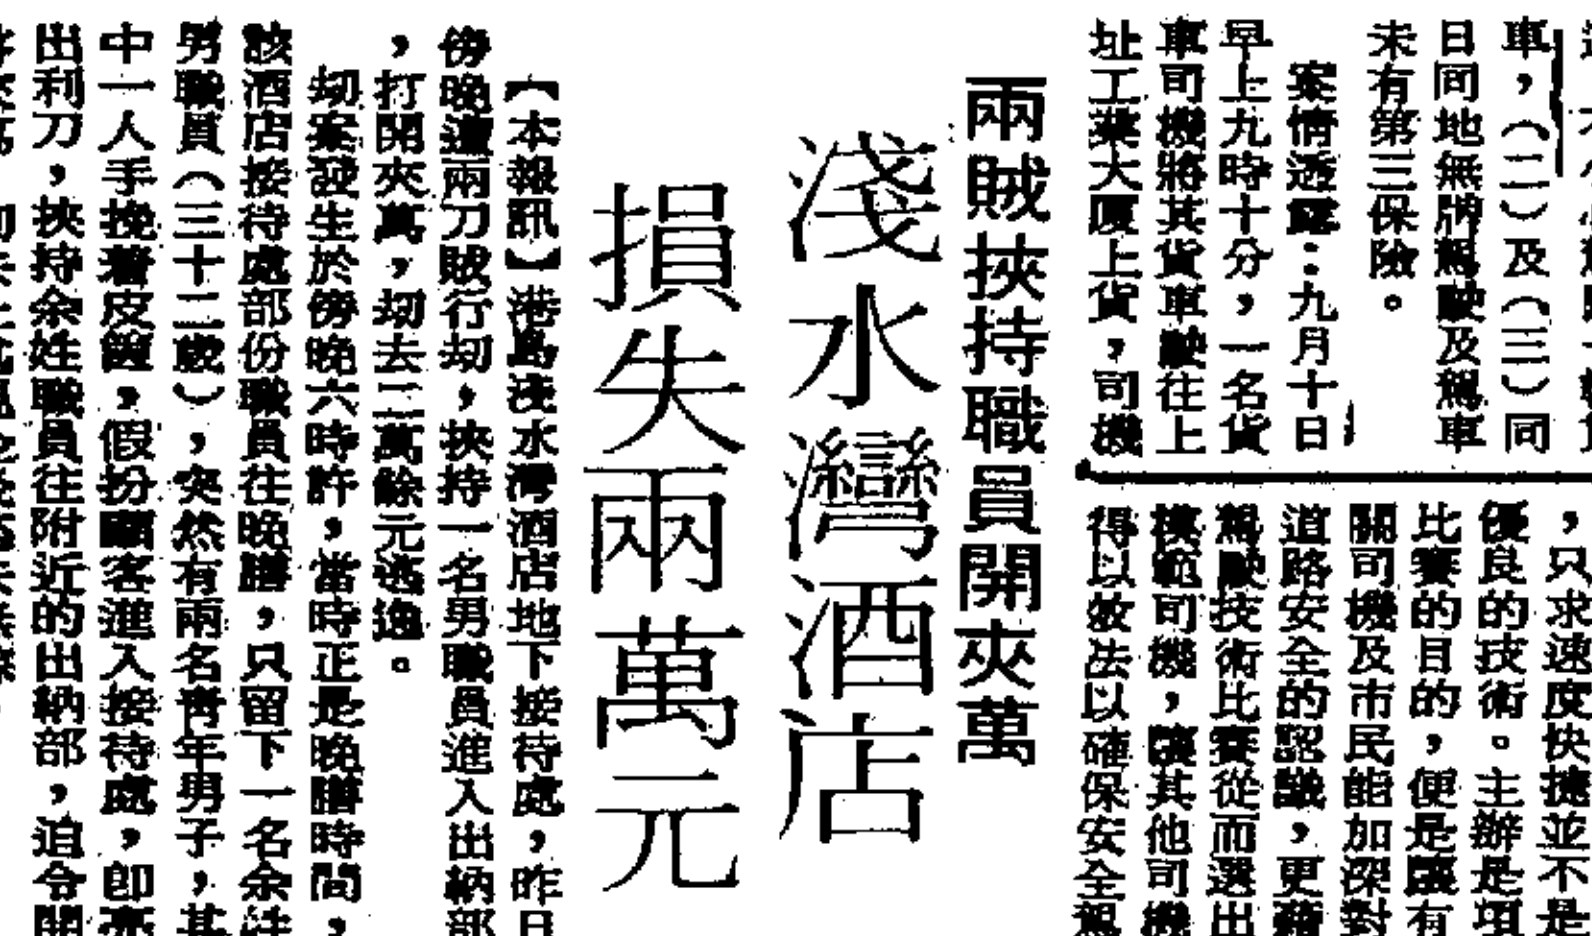 車，（二）及（三）同
日同地無牌駕駛及駕車
未有第三保險。
案情透露：九月十日
早上九時十分，一名貨
車司機將其貨車駛往上
址工業大廈上貨，司機
，只求速度快捷並不是
優良的技術。主辦是項
比賽的目的，便是讓有
關司機及市民能加深對
道路安全的認識，更藉
駕駛技術比賽從而選出
模範司機，讓其他司機
得以效法以確保安全駕
兩賊挾持職員開夾萬
淺水灣酒店
損失兩萬元
【本報訊】港島淺水灣酒店地下接待處，昨日
傍晚遭兩刀賊行刧，挾持一名男職員進入出納部
，打開夾萬，刧去二萬餘元逃逸。
刧案發生於傍晚六時許，當時正是晚膳時間，
該酒店接待處部份職員往晚膳，只留下一名余姓
男職員（三十二歲），突然有兩名青年男子，其
中一人手挽着皮篋，假扮顧客進入接待處，卽亮
出利刀，挾持余姓職員往附近的出納部，迫令開